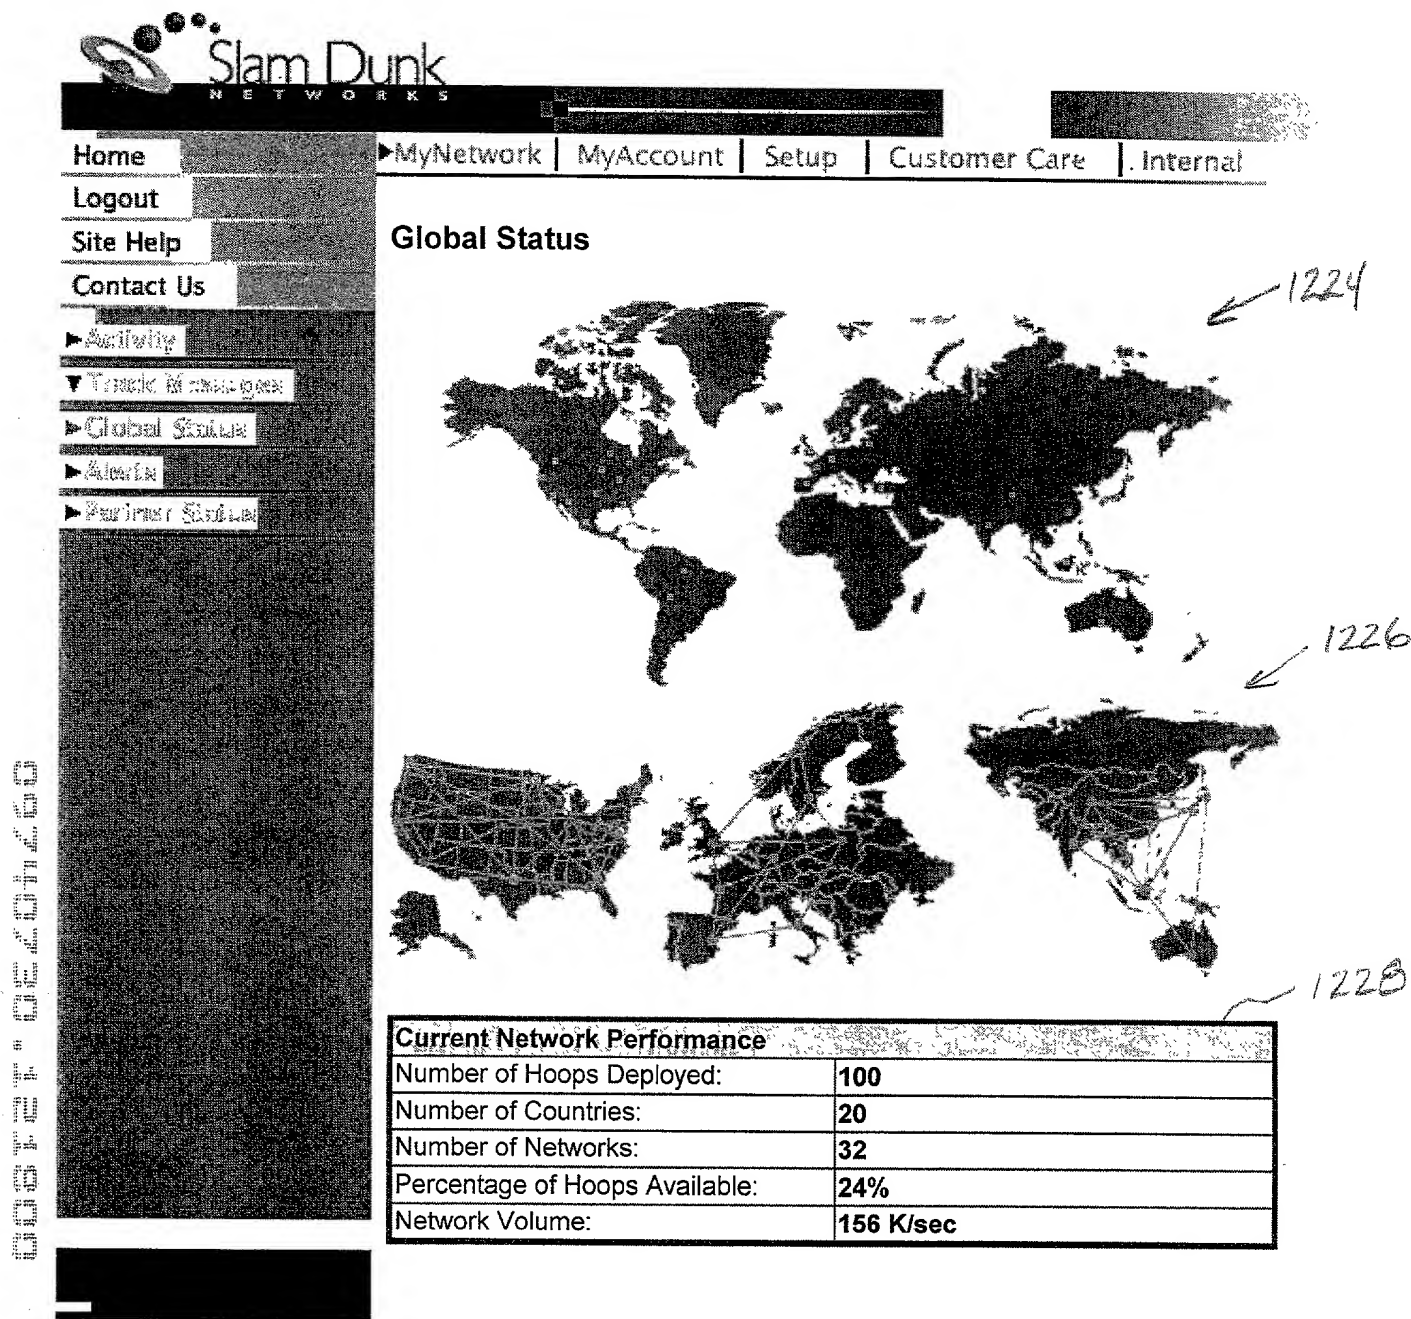 Slam Dunk
NETWORKS
Home
Logout
Site Help
Contact Us
▶MyNetwork | MyAccount | Setup | Customer Care | . Internal
▶Activity
▼Track Messages
▶Global Status
▶Alerts
▶Partner Status
Global Status
1224
1226
1228
Current Network Performance
Number of Hoops Deployed: 100
Number of Countries: 20
Number of Networks: 32
Percentage of Hoops Available: 24%
Network Volume: 156 K/sec